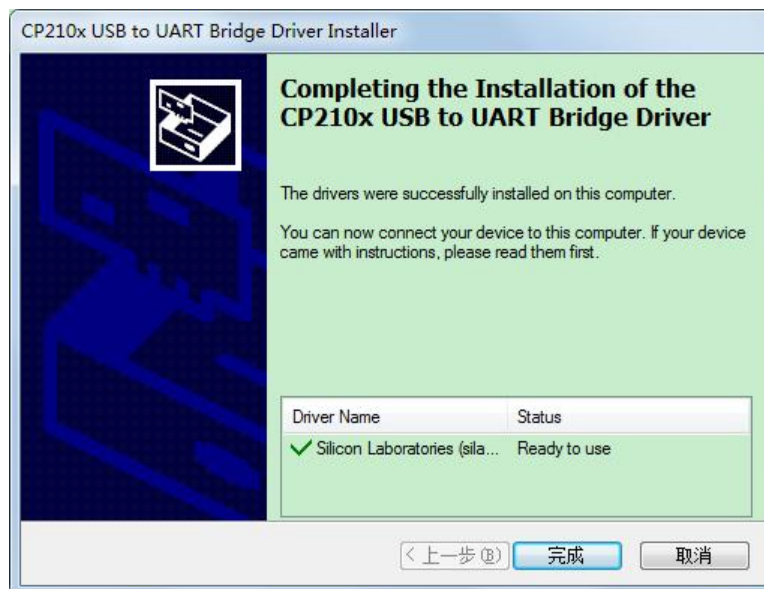 CP210x USB to UART Bridge Driver Installer
Completing the Installation of the
CP210x USB to UART Bridge Driver
The drivers were successfully installed on this computer.
You can now connect your device to this computer. If your device
came with instructions, please read them first.
Driver Name Status
Silicon Laboratories (sila... Ready to use
< 上一步(B) 完成 取消